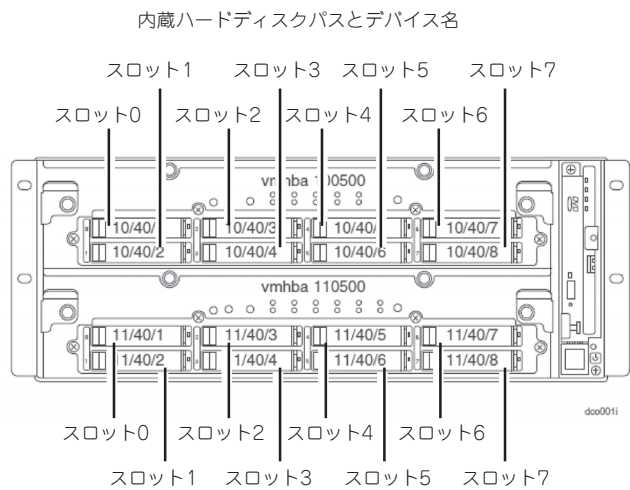 内蔵ハードディスクパスとデバイス名
スロット1 スロット3 スロット5 スロット7
スロット0 スロット2 スロット4 スロット6
100500
10/40/ 10/40/3 10/40/ 10/40/7
10/40/2 10/40/4 10/40/6 10/40/8
vmhba 110500
11/40/1 11/40/3 11/40/5 11/40/7
11/40/2 1/40/4 11/40/6 11/40/8
スロット0 スロット2 スロット4 スロット6
スロット1 スロット3 スロット5 スロット7
dco001i